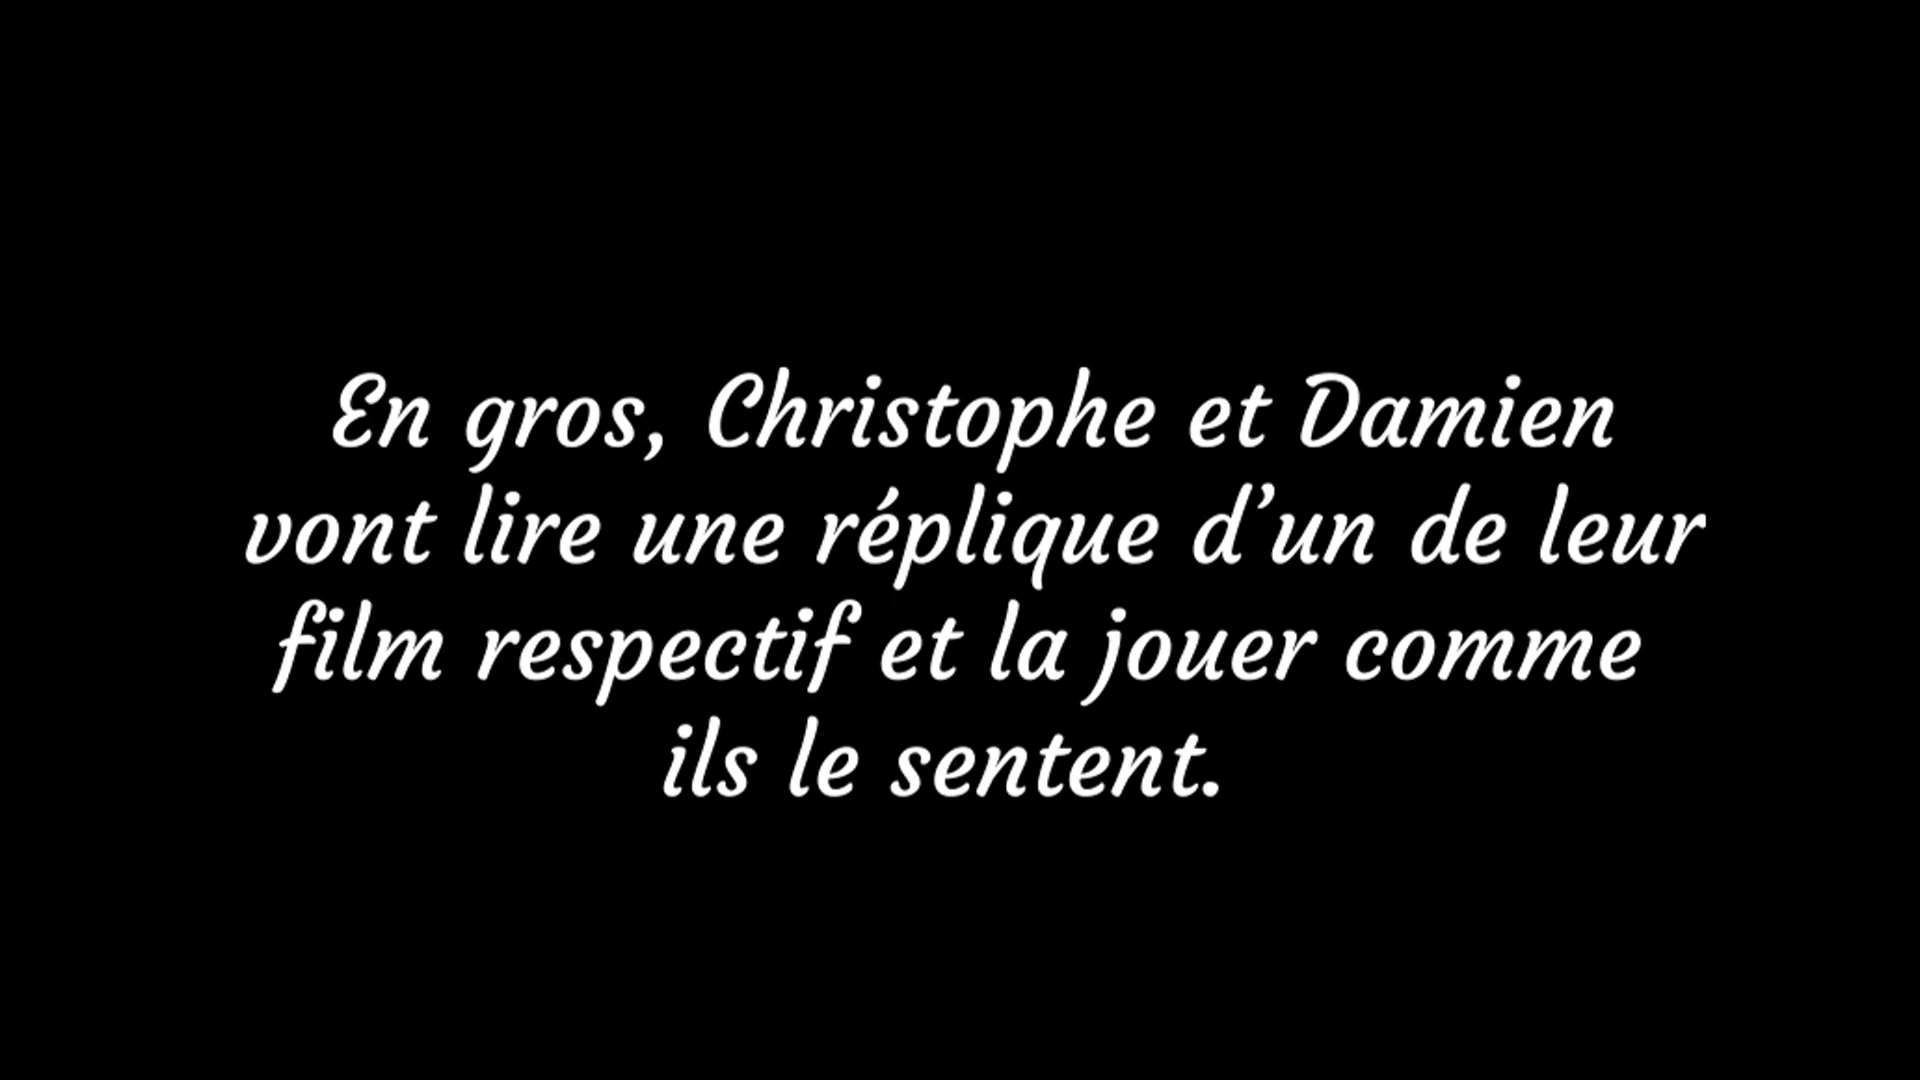 En gros, Christophe et Damien
vont lire une réplique d’un de leur
film respectif et la jouer comme
ils le sentent.